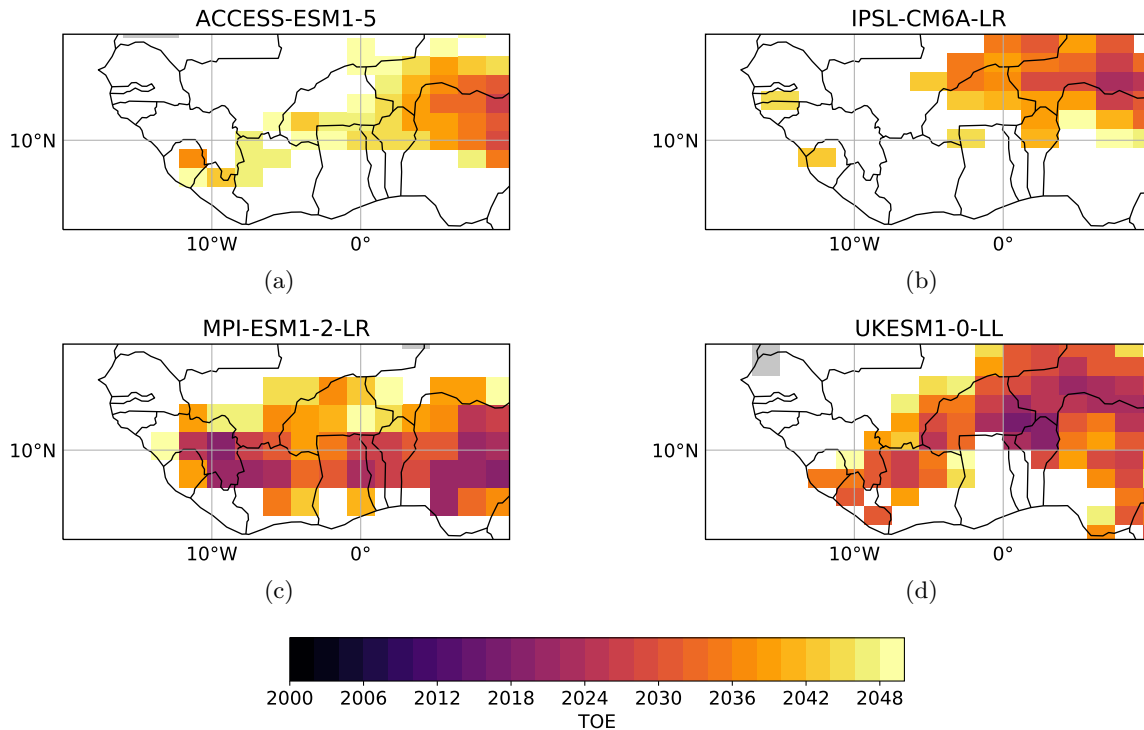 ACCESS-ESM1-5
IPSL-CM6A-LR
10°N
10°N
10°W
0°
10°W
0°
(a)
(b)
MPI-ESM1-2-LR
UKESM1-0-LL
10°N
10°N
10°W
0°
10°W
0°
(c)
(d)
2000 2006 2012 2018 2024 2030 2036 2042 2048
TOE